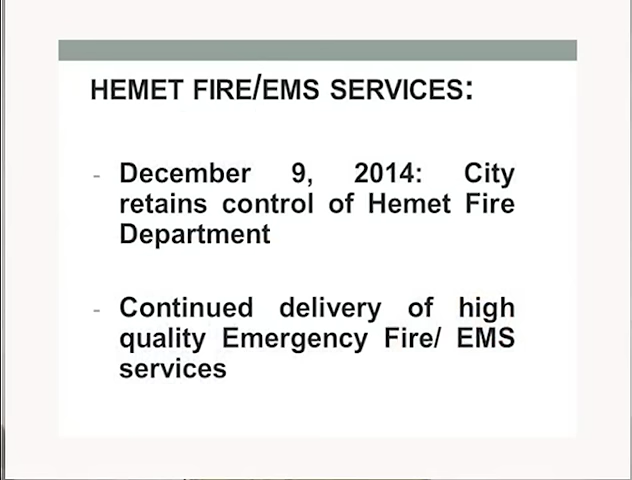 HEMET FIRE/EMS SERVICES:
- December 9, 2014: City
retains control of Hemet Fire
Department
- Continued delivery of high
quality Emergency Fire/ EMS
services